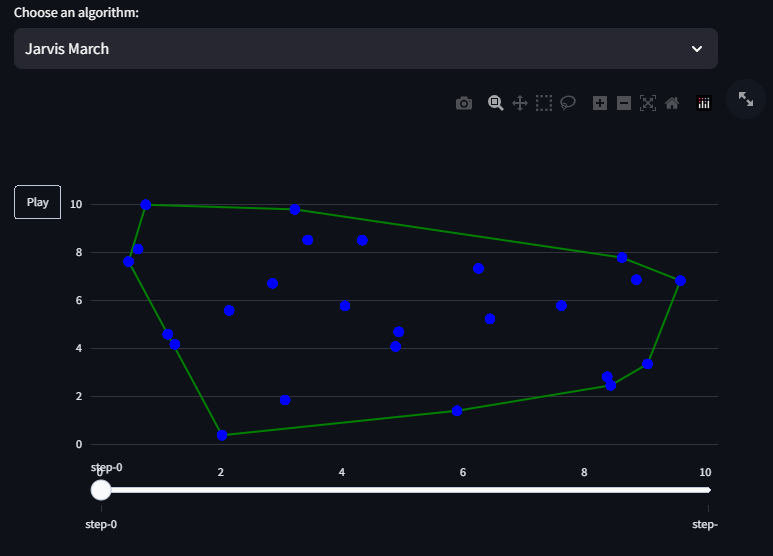 Choose an algorithm:
Jarvis March
Play
10
8
6
4
2
0
step-0
0 2 4 6 8 10
step-0 step-